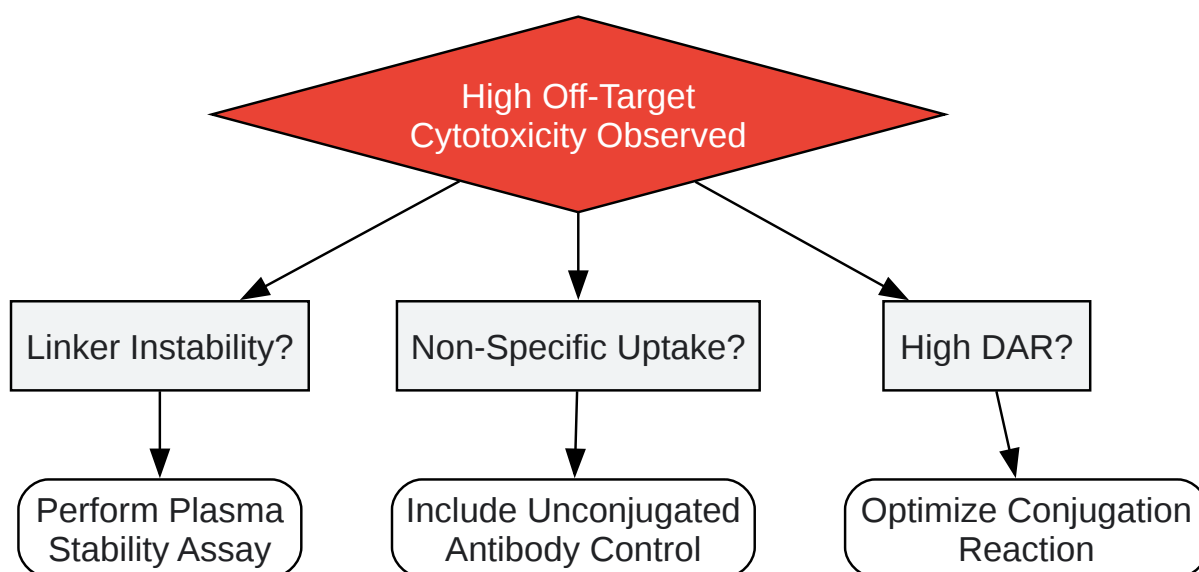 High Off-Target
Cytotoxicity Observed
Linker Instability?
Non-Specific Uptake?
High DAR?
Perform Plasma
Stability Assay
Include Unconjugated
Antibody Control
Optimize Conjugation
Reaction